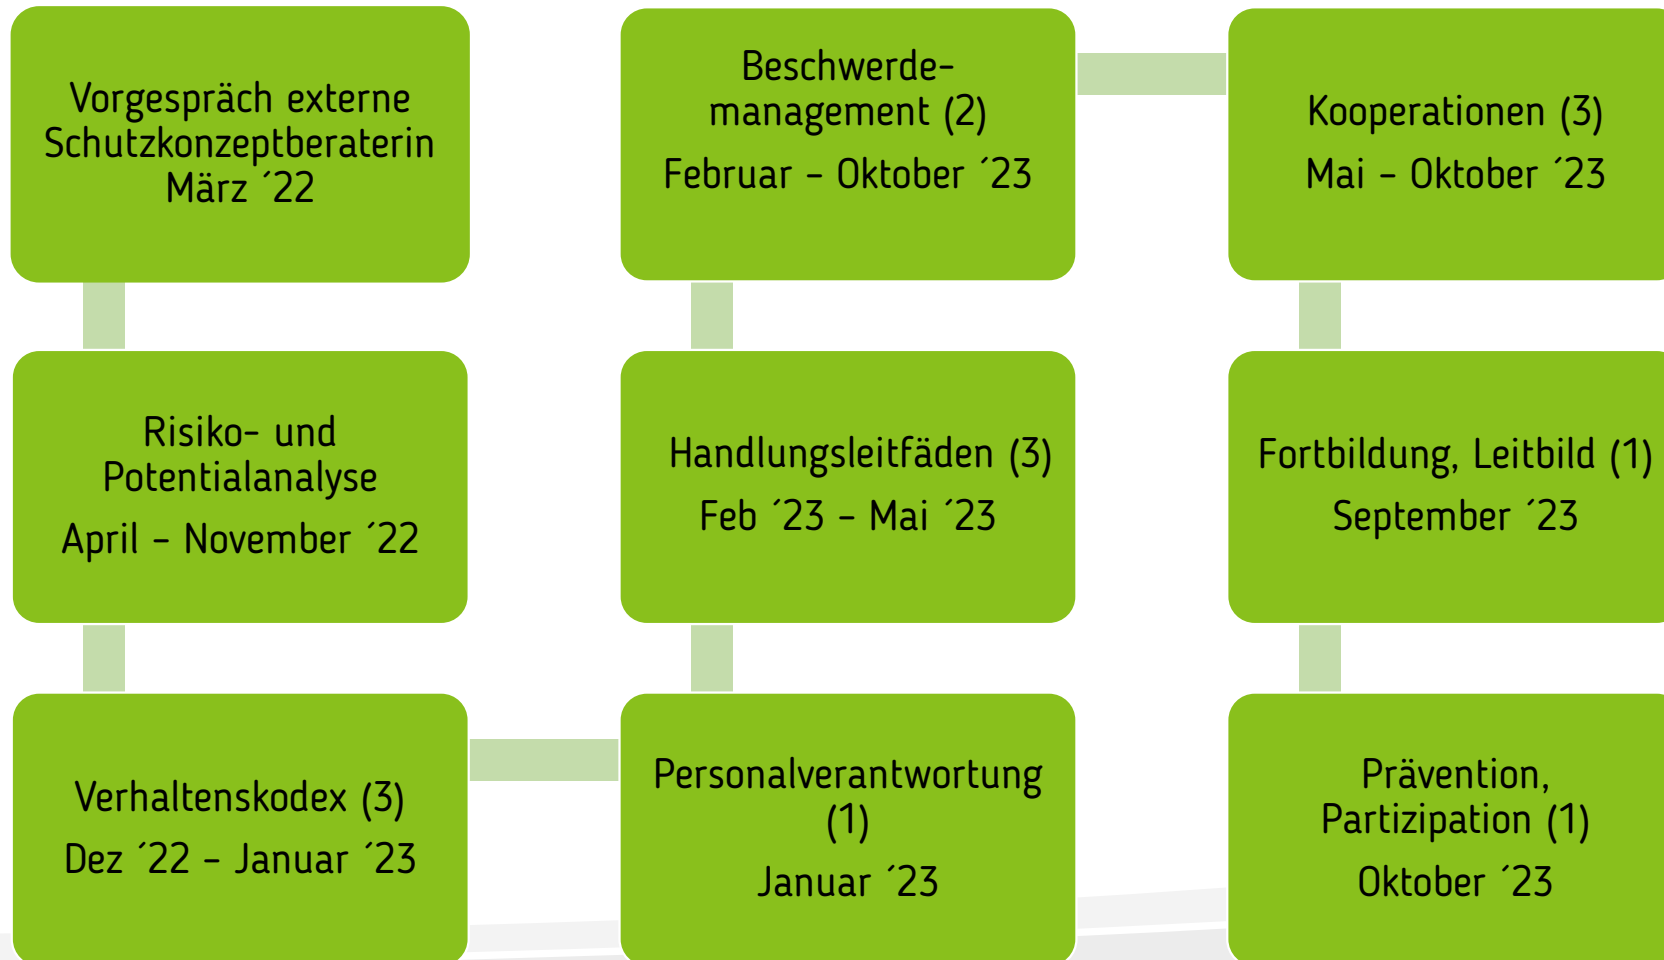 Vorgespräch externe
Schutzkonzeptberaterin
März ´22
Risiko- und
Potentialanalyse
April – November ´22
Verhaltenskodex (3)
Dez ´22 – Januar ´23
Personalverantwortung
(1)
Januar ´23
Handlungsleitfäden (3)
Feb ´23 – Mai ´23
Beschwerde-
management (2)
Februar – Oktober ´23
Kooperationen (3)
Mai – Oktober ´23
Fortbildung, Leitbild (1)
September ´23
Prävention,
Partizipation (1)
Oktober ´23